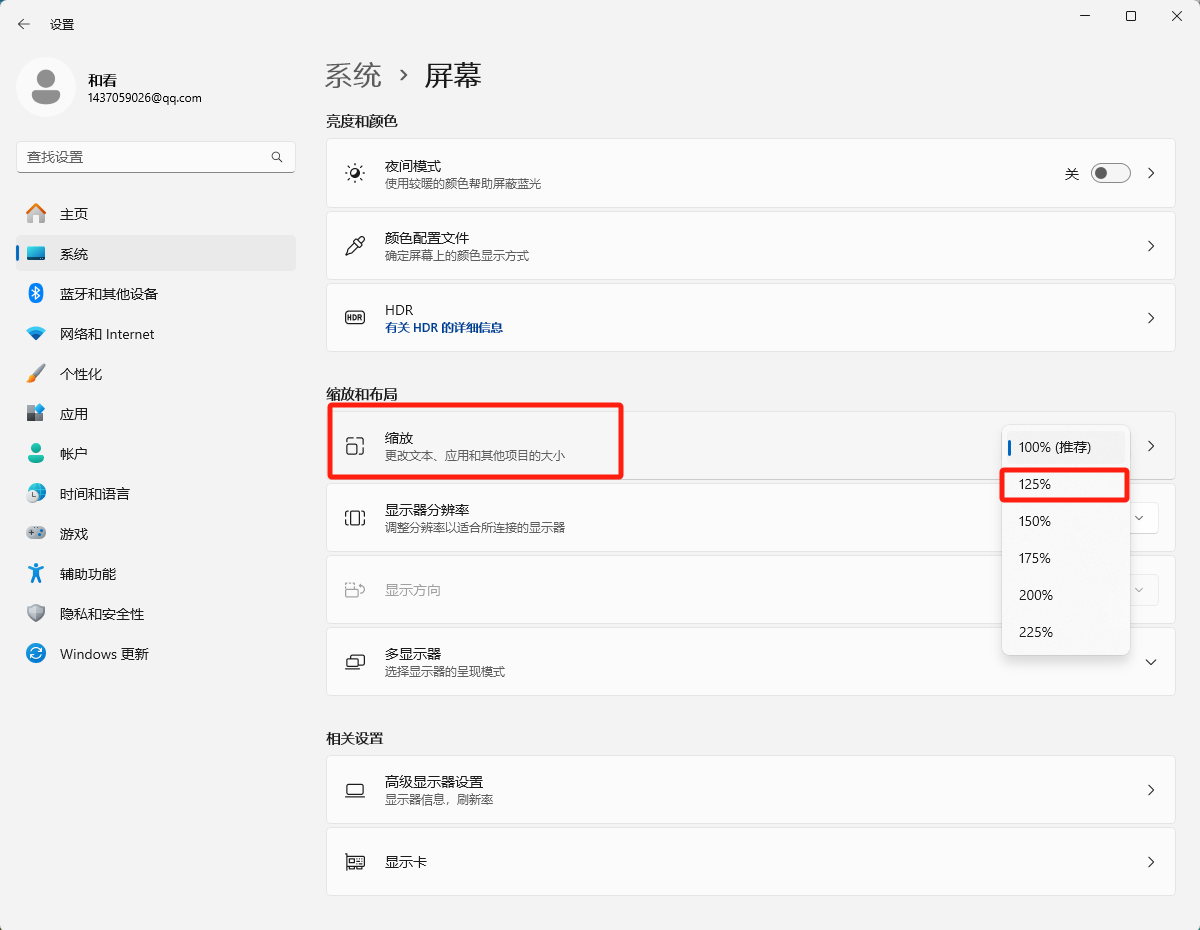 设置
和看
1437059026@qq.com
查找设置
主页
系统
蓝牙和其他设备
网络和 Internet
个性化
应用
帐户
时间和语言
游戏
辅助功能
隐私和安全性
Windows 更新
系统 › 屏幕
亮度和颜色
夜间模式
使用较暖的颜色帮助屏蔽蓝光
关
颜色配置文件
确定屏幕上的颜色显示方式
HDR
HDR
有关 HDR 的详细信息
缩放和布局
缩放
更改文本、应用和其他项目的大小
100% (推荐)
125%
150%
175%
200%
225%
显示器分辨率
调整分辨率以适合所连接的显示器
显示方向
多显示器
选择显示器的呈现模式
相关设置
高级显示器设置
显示器信息，刷新率
显示卡